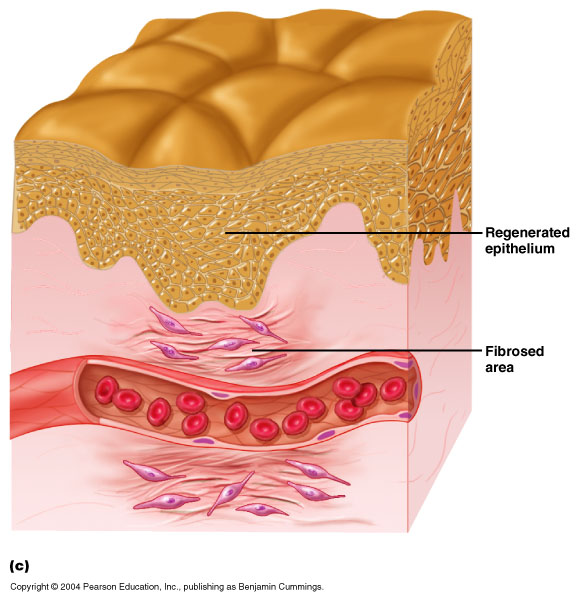 Regenerated
epithelium
Fibrosed
area
(c)
Copyright © 2004 Pearson Education, Inc., publishing as Benjamin Cummings.